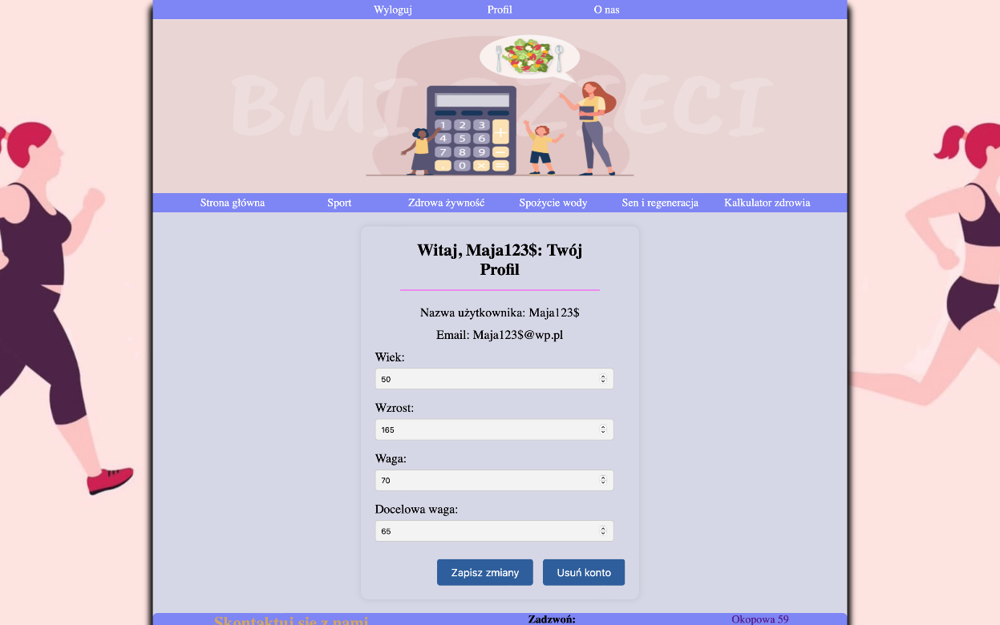 Wyloguj Profil O nas
BMI DZIECI
1 2 3 +
4 5 6
7 8 9 −
. 0 × =
Strona główna Sport Zdrowa żywność Spożycie wody Sen i regeneracja Kalkulator zdrowia
Witaj, Maja123$: Twój
Profil
Nazwa użytkownika: Maja123$
Email: Maja123$@wp.pl
Wiek:
50
Wzrost:
165
Waga:
70
Docelowa waga:
65
Zapisz zmiany Usuń konto
Skontaktuj się z nami Zadzwoń: Okopowa 59